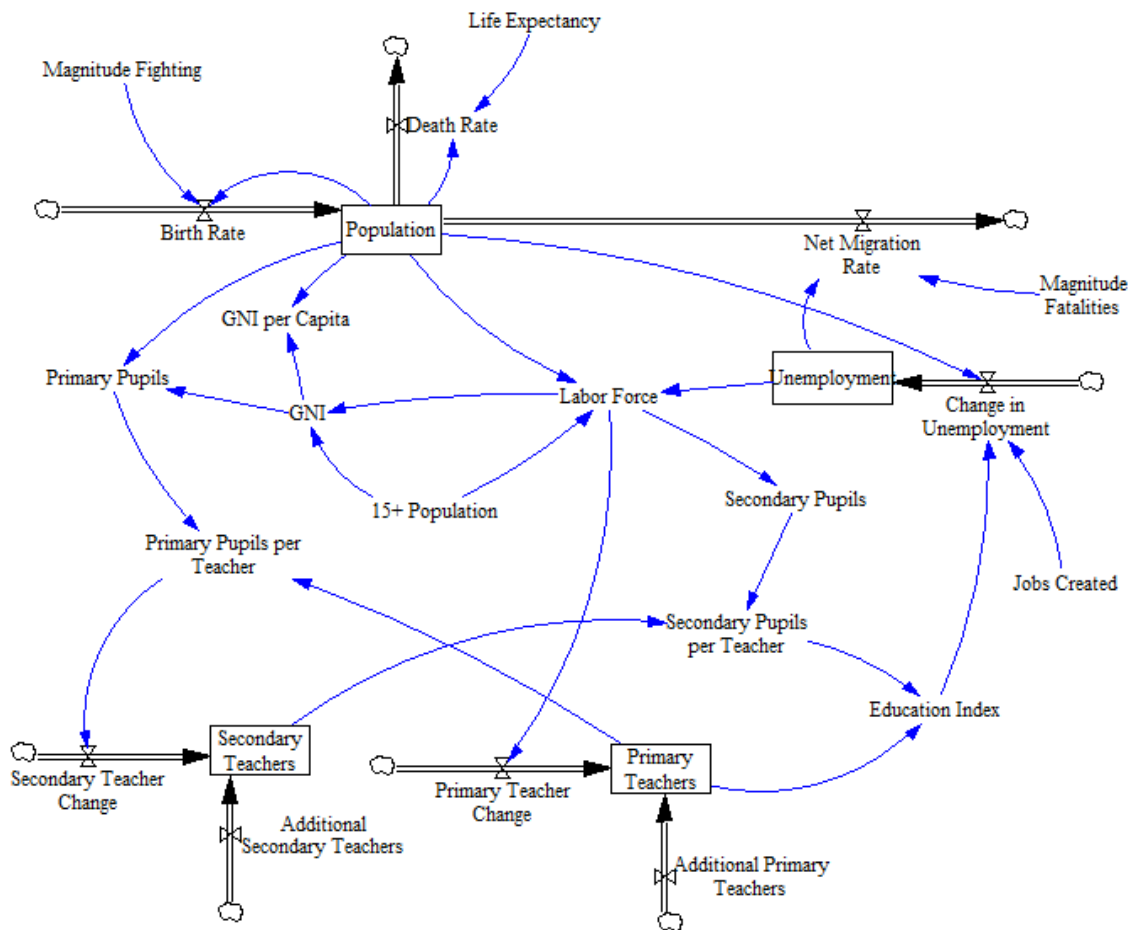 Life Expectancy
Magnitude Fighting
Death Rate
Birth Rate
Population
Net Migration
Rate
Magnitude
Fatalities
GNI per Capita
Primary Pupils
Unemployment
Labor Force
GNI
Change in
Unemployment
15+ Population
Secondary Pupils
Primary Pupils per
Teacher
Jobs Created
Secondary Pupils
per Teacher
Education Index
Secondary
Teachers
Primary
Teachers
Secondary Teacher
Change
Primary Teacher
Change
Additional
Secondary Teachers
Additional Primary
Teachers